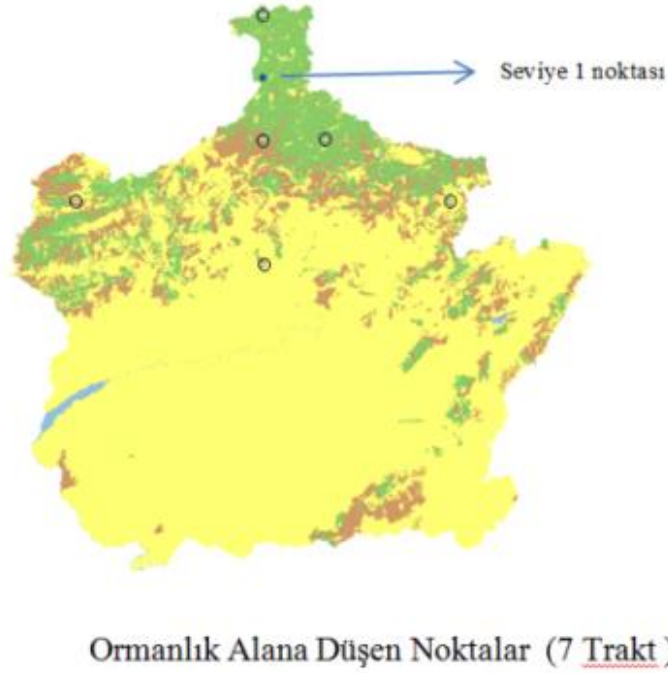 Seviye 1 noktası
Ormanlık Alana Düşen Noktalar (7 Trakt )